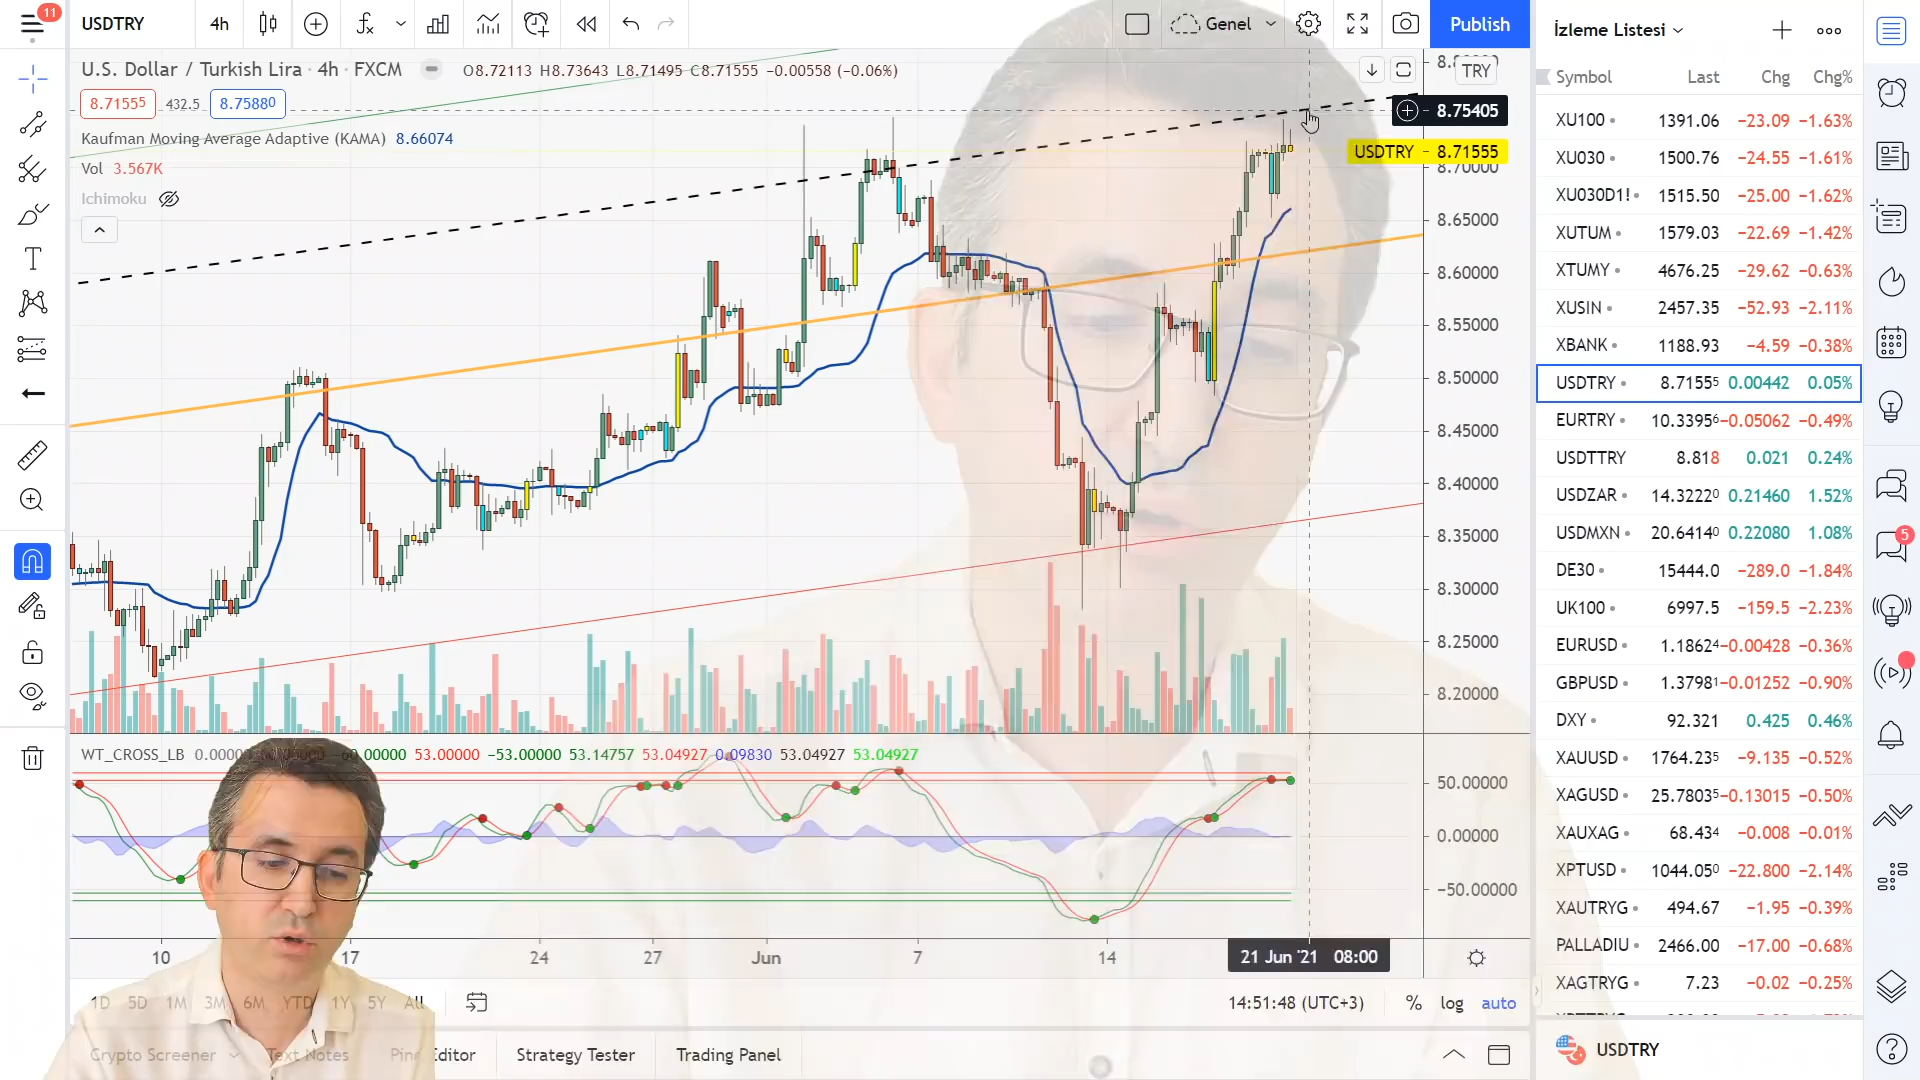 11
USDTRY
4h
Genel
Publish
U.S. Dollar / Turkish Lira · 4h · FXCM
O8.72113 H8.73643 L8.71495 C8.71555 −0.00558 (−0.06%)
TRY
8.71555 432.5 8.75880
Kaufman Moving Average Adaptive (KAMA) 8.66074
Vol 3.567K
Ichimoku
8.75405
USDTRY 8.71555
8.70000
8.65000
8.60000
8.55000
8.50000
8.45000
8.40000
8.35000
8.30000
8.25000
8.20000
WT_CROSS_LB 53.00000 −53.00000 53.14757 53.04927 0.09830 53.04927 53.04927
50.00000
0.00000
−50.00000
10 17 24 27 Jun 7 14 21 Jun '21 08:00
1D 5D 1M 3M 6M YTD 1Y 5Y All
14:51:48 (UTC+3) % log auto
Crypto Screener Text Notes Editor Strategy Tester Trading Panel
İzleme Listesi
Symbol Last Chg Chg%
XU100 1391.06 −23.09 −1.63%
XU030 1500.76 −24.55 −1.61%
XU030D1! 1515.50 −25.00 −1.62%
XUTUM 1579.03 −22.69 −1.42%
XTUMY 4676.25 −29.62 −0.63%
XUSIN 2457.35 −52.93 −2.11%
XBANK 1188.93 −4.59 −0.38%
USDTRY 8.71555 0.00442 0.05%
EURTRY 10.33956 −0.05062 −0.49%
USDTTRY 8.818 0.021 0.24%
USDZAR 14.32220 0.21460 1.52%
USDMXN 20.64140 0.22080 1.08%
DE30 15444.0 −289.0 −1.84%
UK100 6997.5 −159.5 −2.23%
EURUSD 1.18624 −0.00428 −0.36%
GBPUSD 1.37981 −0.01252 −0.90%
DXY 92.321 0.425 0.46%
XAUUSD 1764.235 −9.135 −0.52%
XAGUSD 25.78035 −0.13015 −0.50%
XAUXAG 68.434 −0.008 −0.01%
XPTUSD 1044.050 −22.800 −2.14%
XAUTRYG 494.67 −1.95 −0.39%
PALLADIU 2466.00 −17.00 −0.68%
XAGTRYG 7.23 −0.02 −0.25%
USDTRY
5